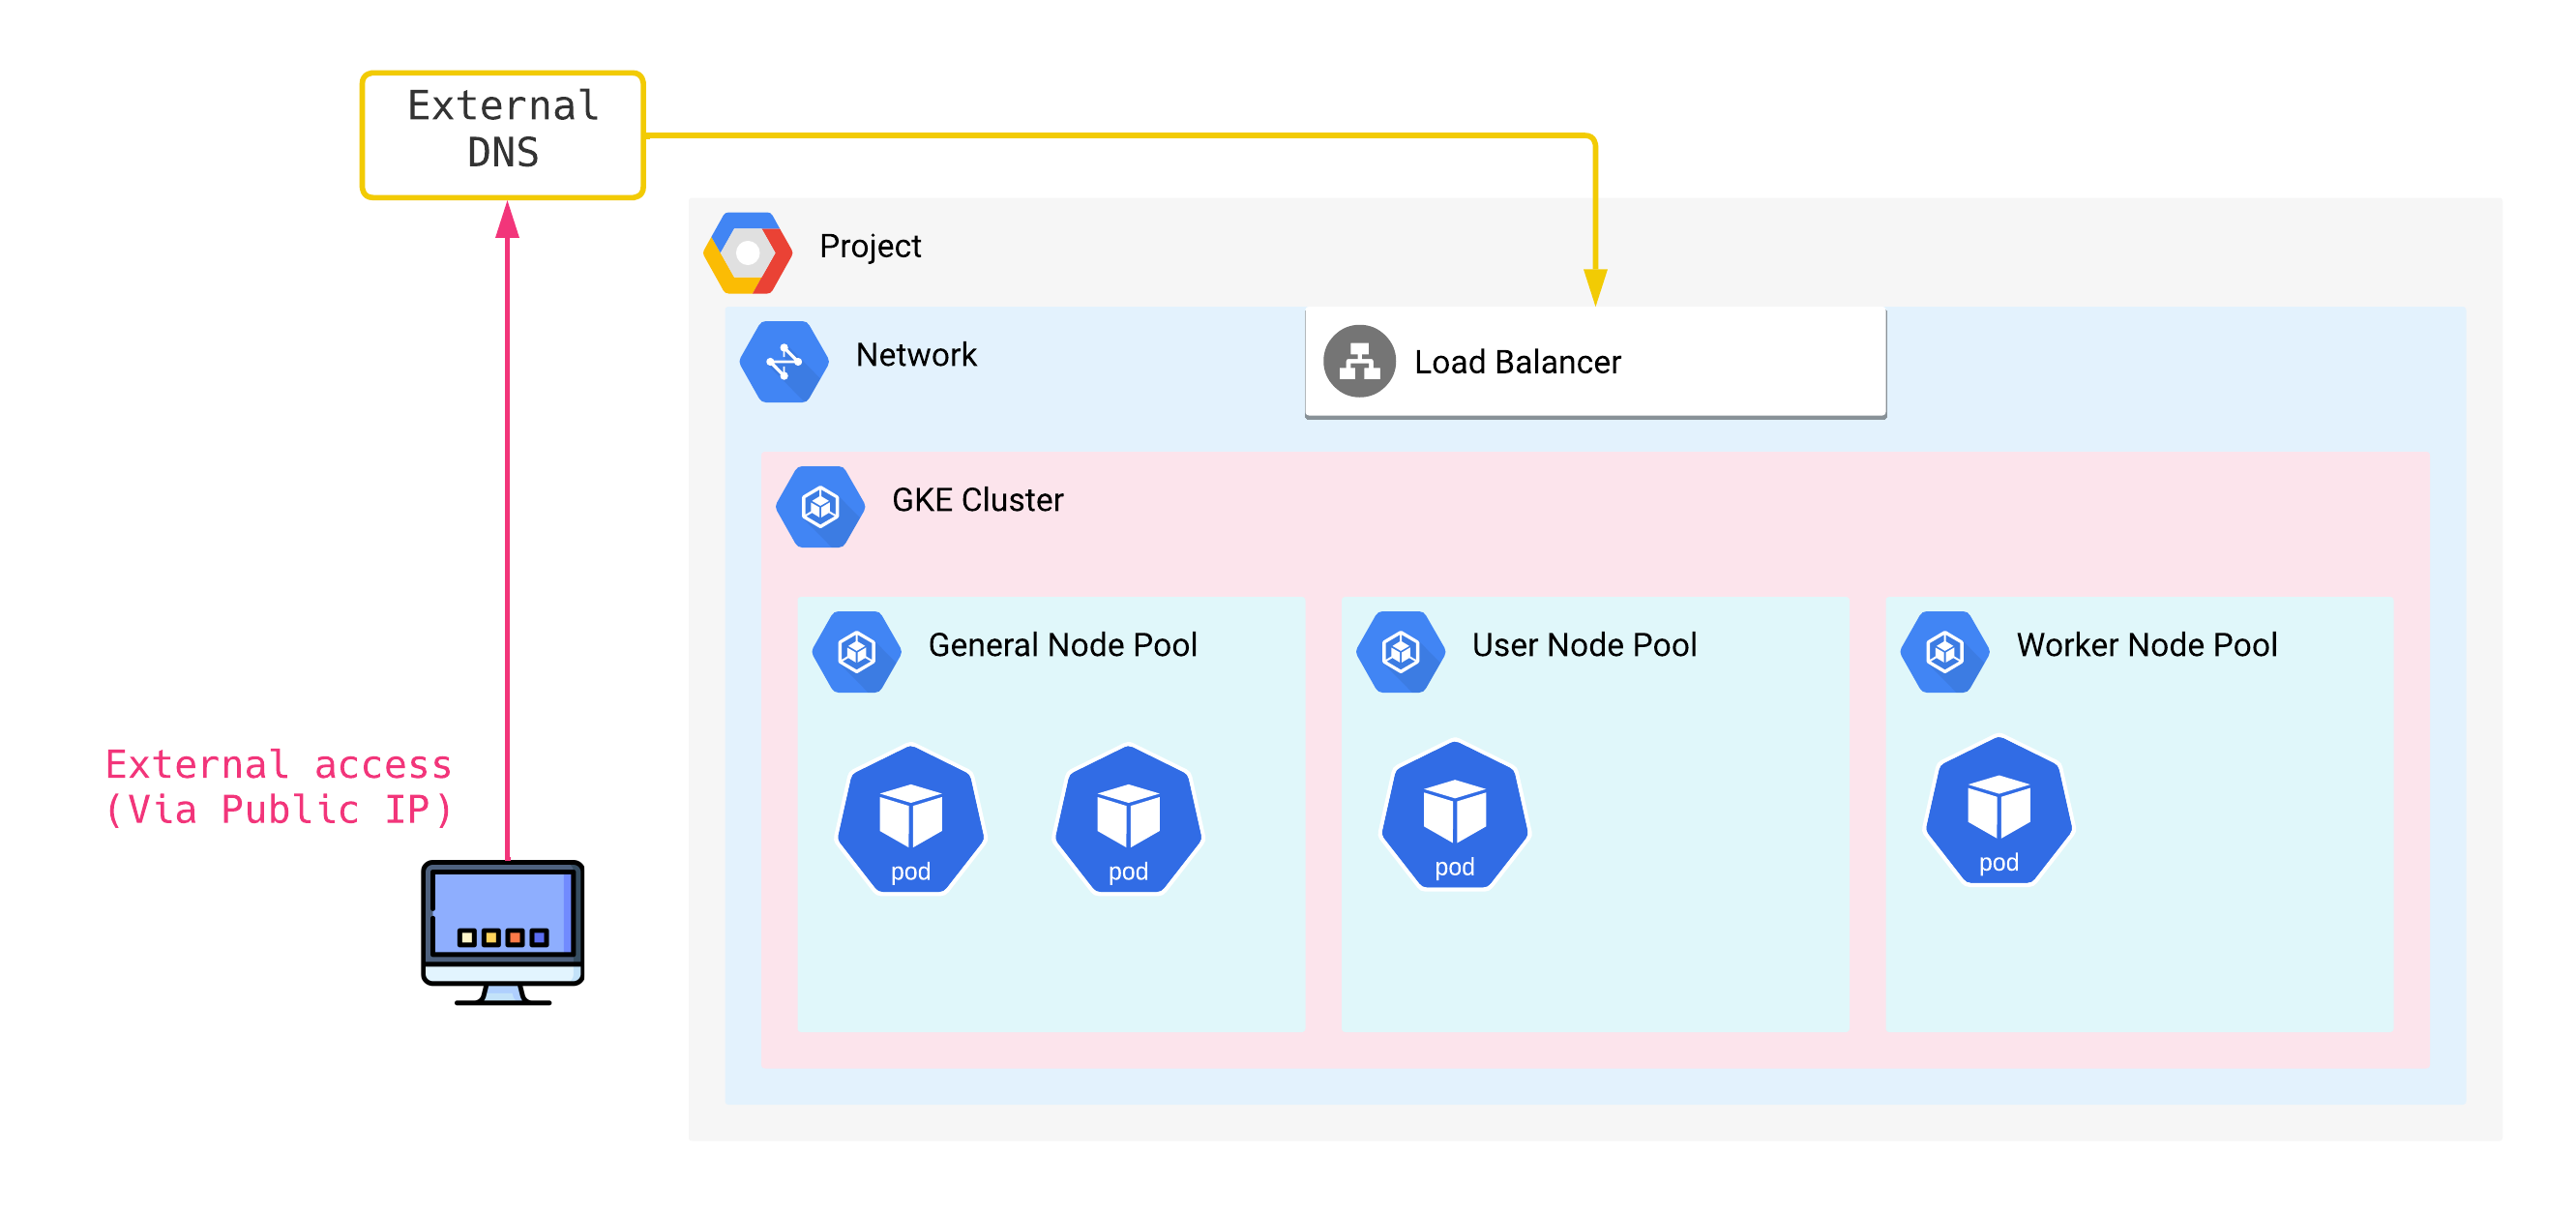 External
DNS
Project
Network
Load Balancer
GKE Cluster
General Node Pool
User Node Pool
Worker Node Pool
External access
(Via Public IP)
pod
pod
pod
pod